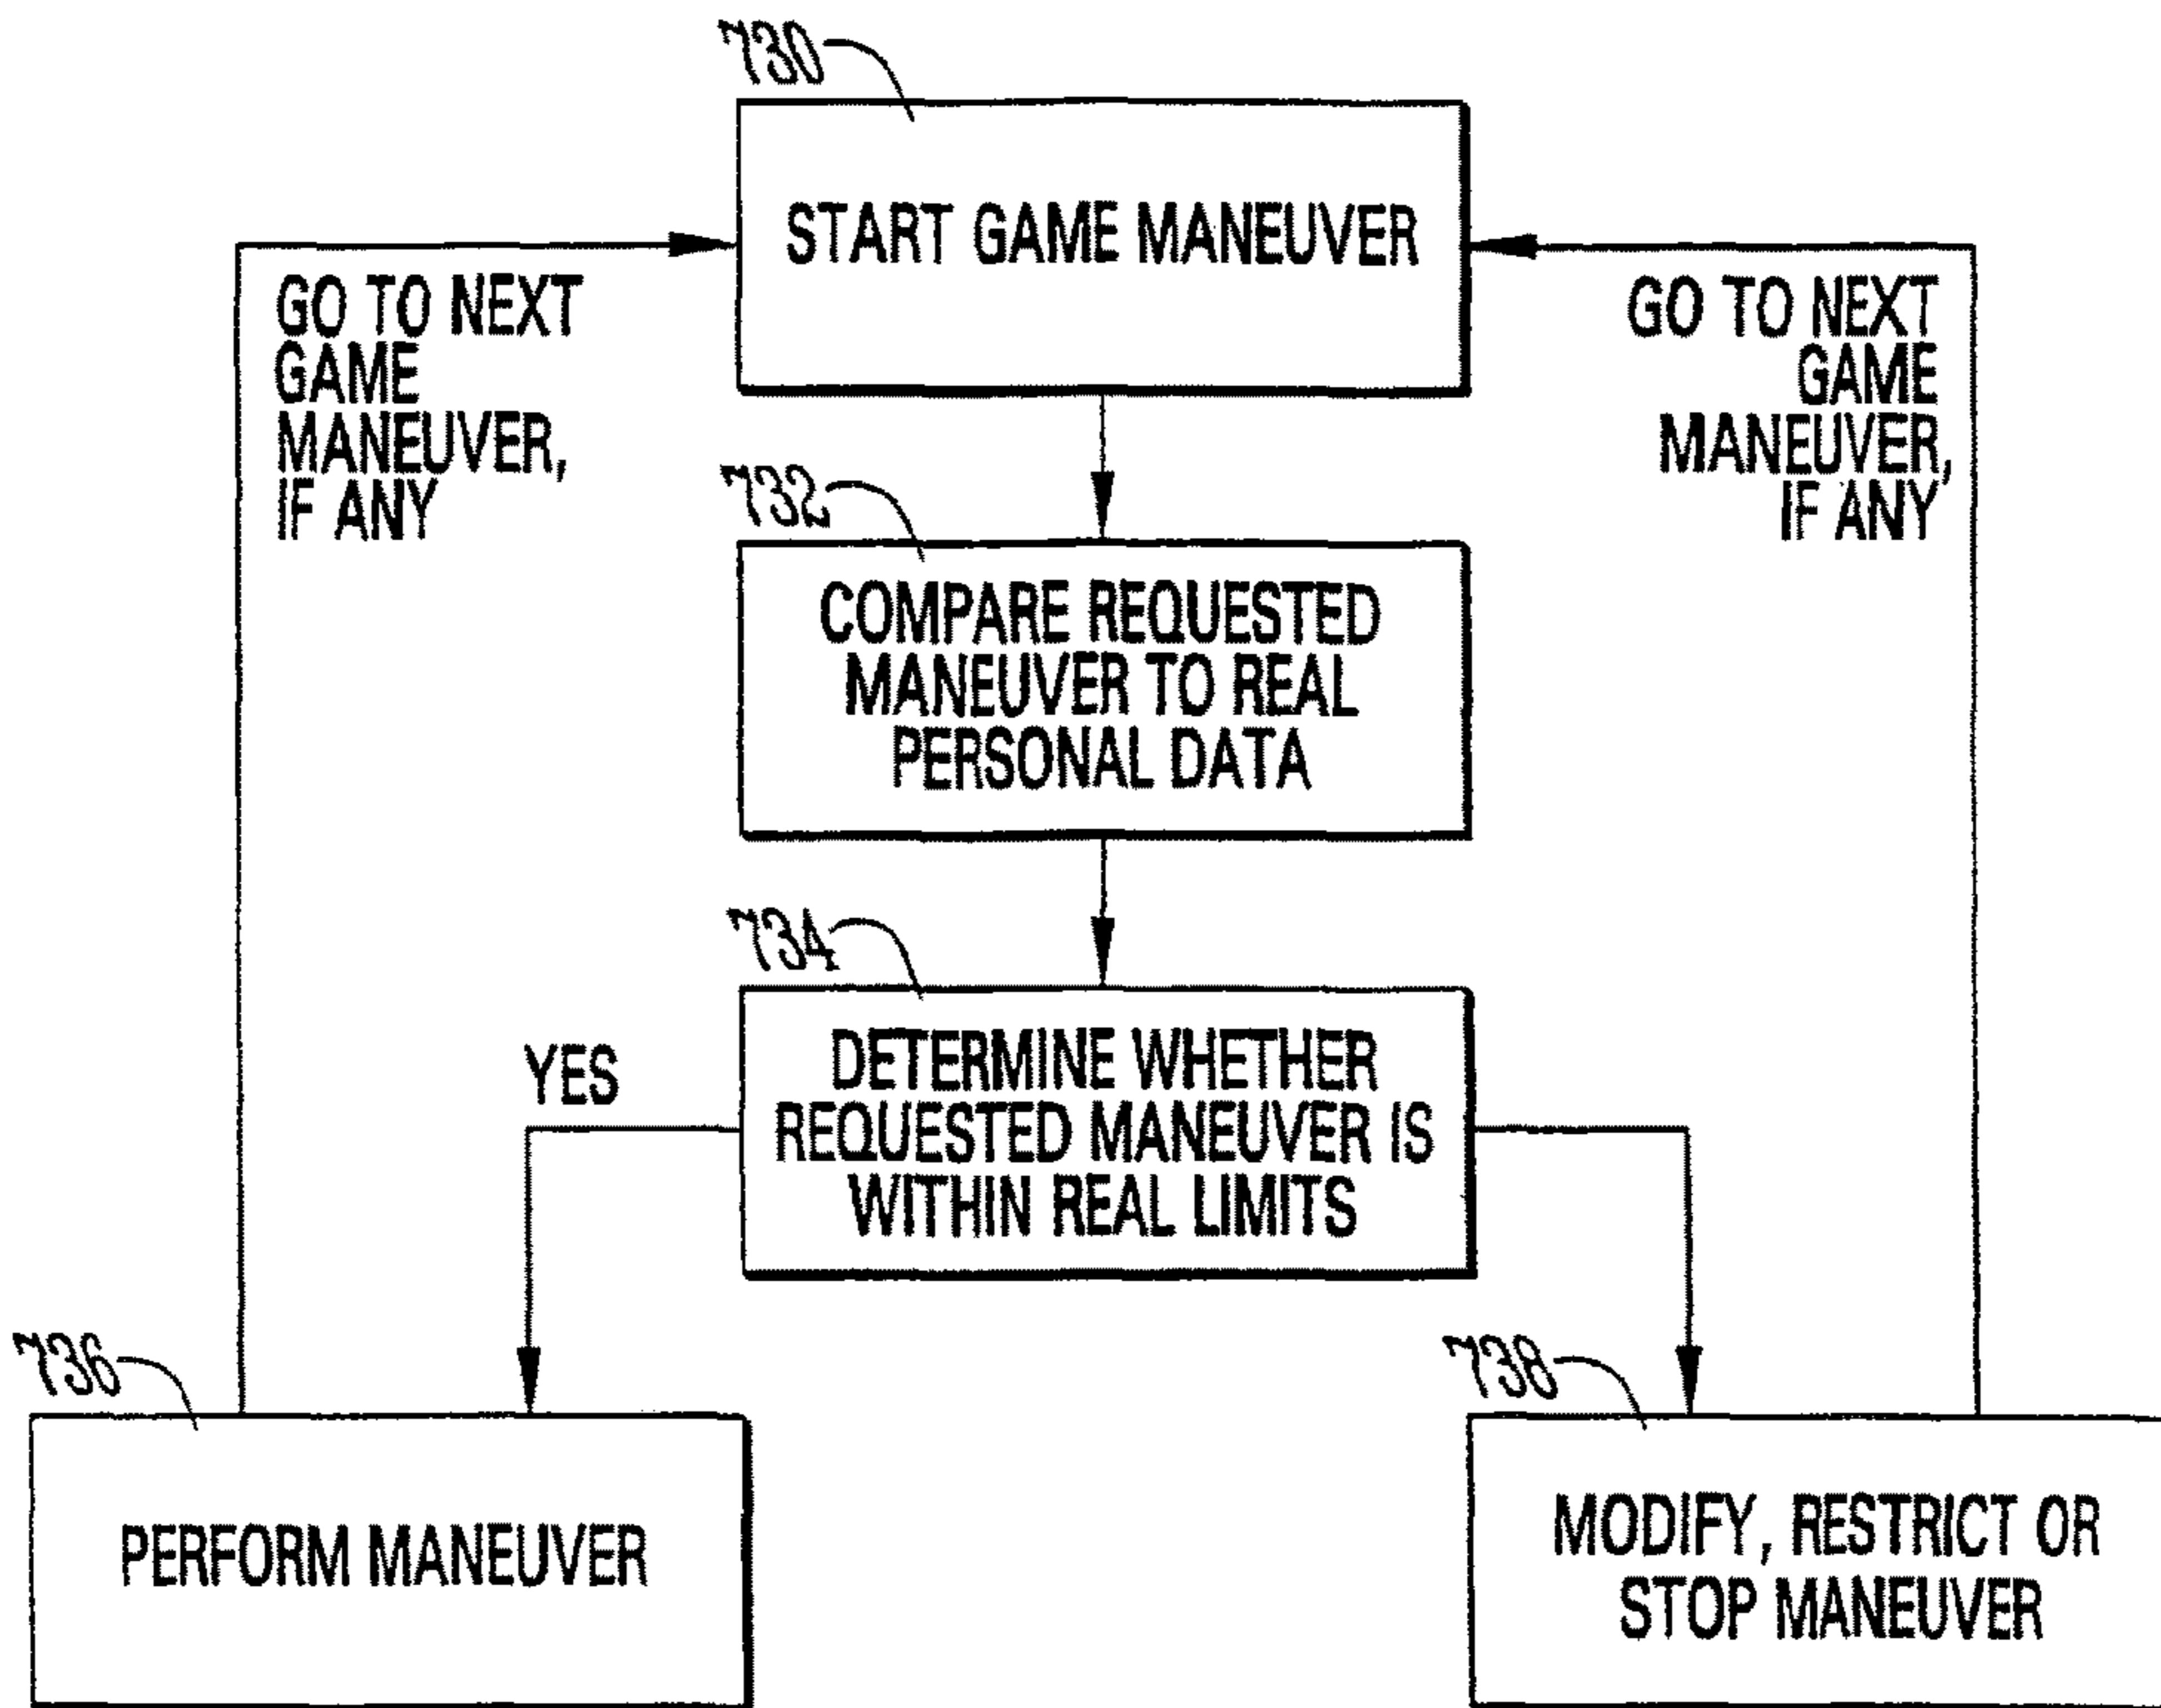 730
START GAME MANEUVER
GO TO NEXT
GAME
MANEUVER,
IF ANY
GO TO NEXT
GAME
MANEUVER,
IF ANY
732
COMPARE REQUESTED
MANEUVER TO REAL
PERSONAL DATA
734
DETERMINE WHETHER
REQUESTED MANEUVER IS
WITHIN REAL LIMITS
YES
736
PERFORM MANEUVER
738
MODIFY, RESTRICT OR
STOP MANEUVER